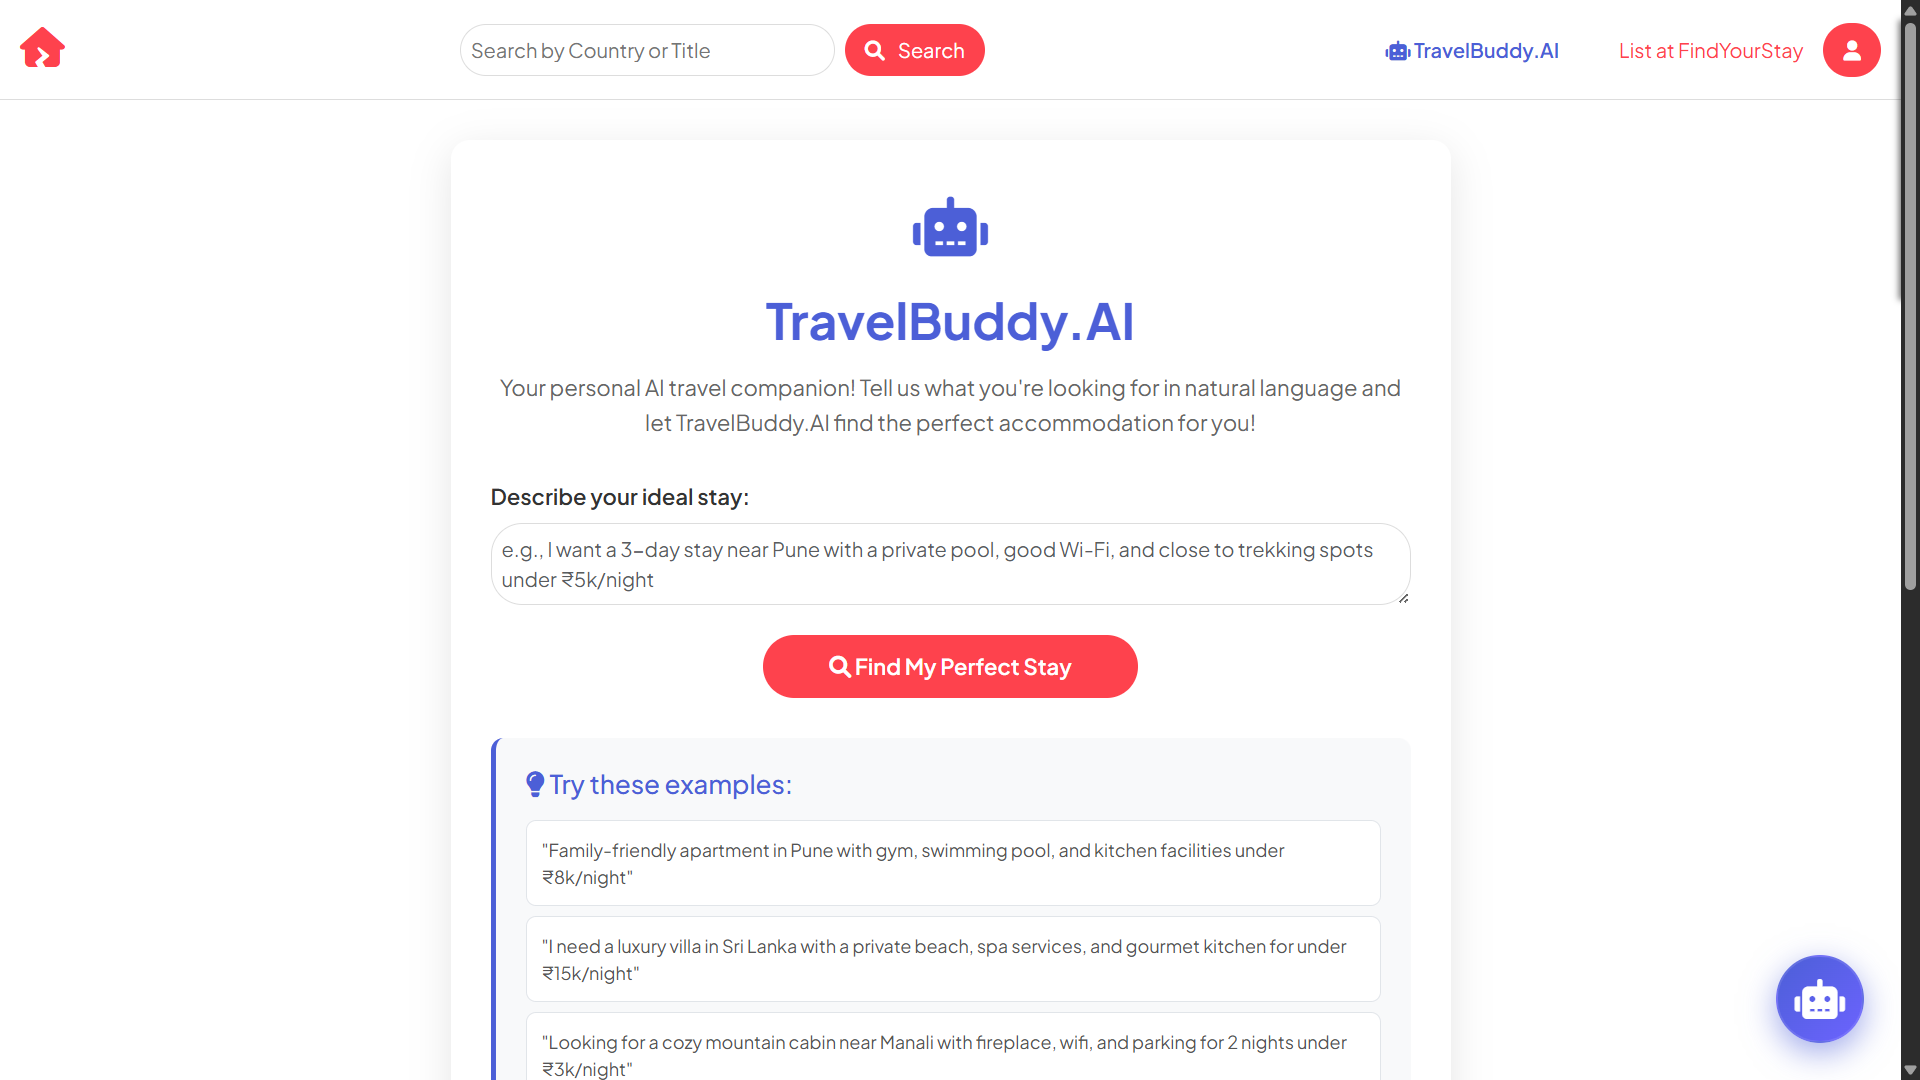 Search by Country or Title
Search
TravelBuddy.AI
List at FindYourStay
TravelBuddy.AI
Your personal AI travel companion! Tell us what you're looking for in natural language and
let TravelBuddy.AI find the perfect accommodation for you!
Describe your ideal stay:
e.g., I want a 3-day stay near Pune with a private pool, good Wi-Fi, and close to trekking spots
under ₹5k/night
Find My Perfect Stay
Try these examples:
"Family-friendly apartment in Pune with gym, swimming pool, and kitchen facilities under
₹8k/night"
"I need a luxury villa in Sri Lanka with a private beach, spa services, and gourmet kitchen for under
₹15k/night"
"Looking for a cozy mountain cabin near Manali with fireplace, wifi, and parking for 2 nights under
₹3k/night"